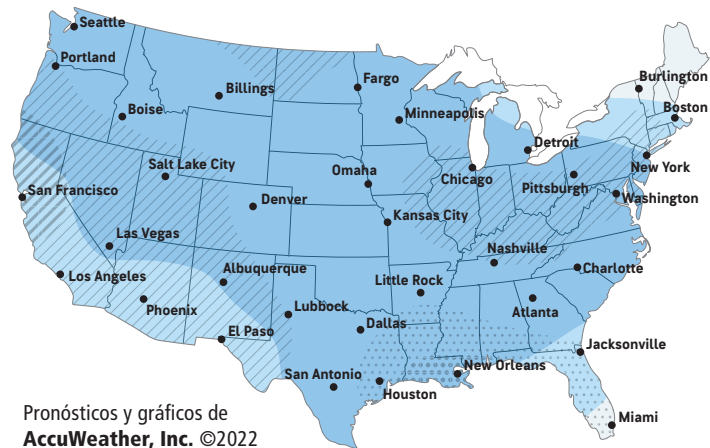 Seattle
Portland
Billings
Fargo
Burlington
Boise
Minneapolis
Boston
Detroit
Salt Lake City
Omaha
Chicago
New York
Pittsburgh
San Francisco
Denver
Washington
Kansas City
Las Vegas
Nashville
Los Angeles
Albuquerque
Little Rock
Charlotte
Phoenix
Lubbock
Atlanta
El Paso
Dallas
Jacksonville
San Antonio
New Orleans
Houston
Miami
Pronósticos y gráficos de
AccuWeather, Inc. ©2022